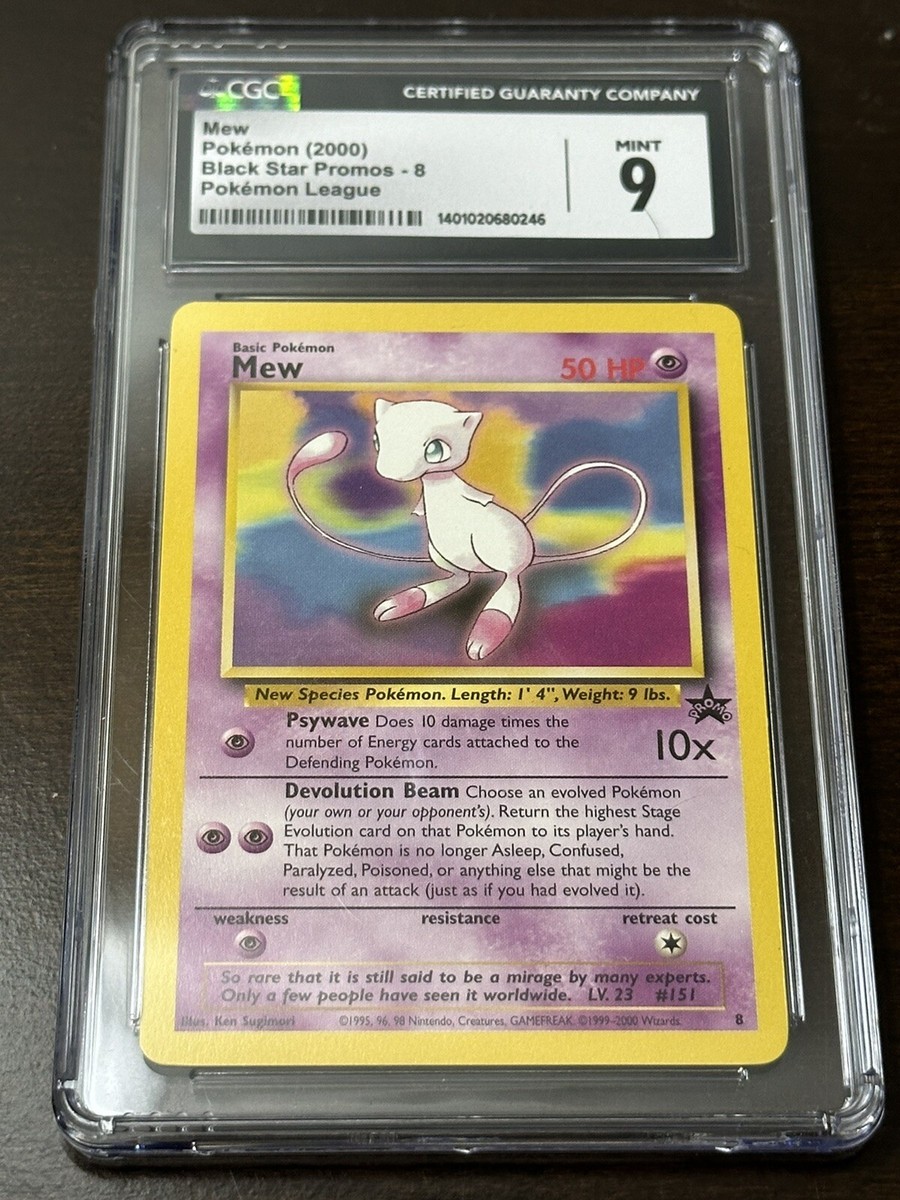 CGC
CERTIFIED GUARANTY COMPANY
Mew
Pokémon (2000)
Black Star Promos - 8
Pokémon League
1401020680246
MINT
9
Basic Pokémon
Mew
50 HP
New Species Pokémon. Length: 1' 4", Weight: 9 lbs.
PROMO
Psywave Does 10 damage times the
number of Energy cards attached to the
Defending Pokémon.
10x
Devolution Beam Choose an evolved Pokémon
(your own or your opponent's). Return the highest Stage
Evolution card on that Pokémon to its player's hand.
That Pokémon is no longer Asleep, Confused,
Paralyzed, Poisoned, or anything else that might be the
result of an attack (just as if you had evolved it).
weakness resistance retreat cost
So rare that it is still said to be a mirage by many experts.
Only a few people have seen it worldwide. LV. 23 #151
Illus. Ken Sugimori ©1995, 96, 98 Nintendo, Creatures, GAMEFREAK. ©1999-2000 Wizards. 8